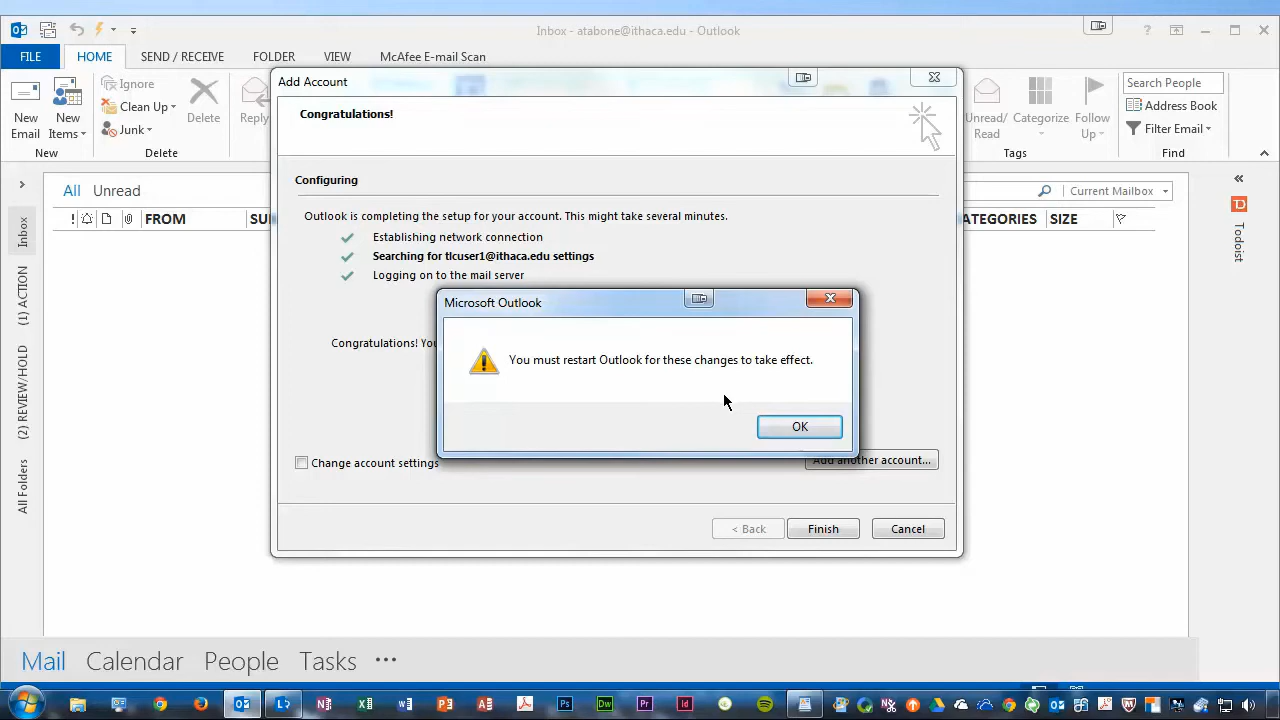 Inbox - atabone@ithaca.edu - Outlook
FILE HOME SEND / RECEIVE FOLDER VIEW McAfee E-mail Scan
New Email
New Items
Ignore
Clean Up
Junk
Delete
Reply
Unread/ Read
Categorize
Follow Up
Search People
Address Book
Filter Email
New Delete Tags Find
Add Account
Congratulations!
Configuring
Outlook is completing the setup for your account. This might take several minutes.
Establishing network connection
Searching for tlcuser1@ithaca.edu settings
Logging on to the mail server
Congratulations! Yo
Microsoft Outlook
You must restart Outlook for these changes to take effect.
OK
Change account settings
Add another account...
< Back Finish Cancel
All Unread
Current Mailbox
! FROM SU ATEGORIES SIZE
Inbox
(1) ACTION
(2) REVIEW/HOLD
All Folders
Todoist
Mail Calendar People Tasks ...